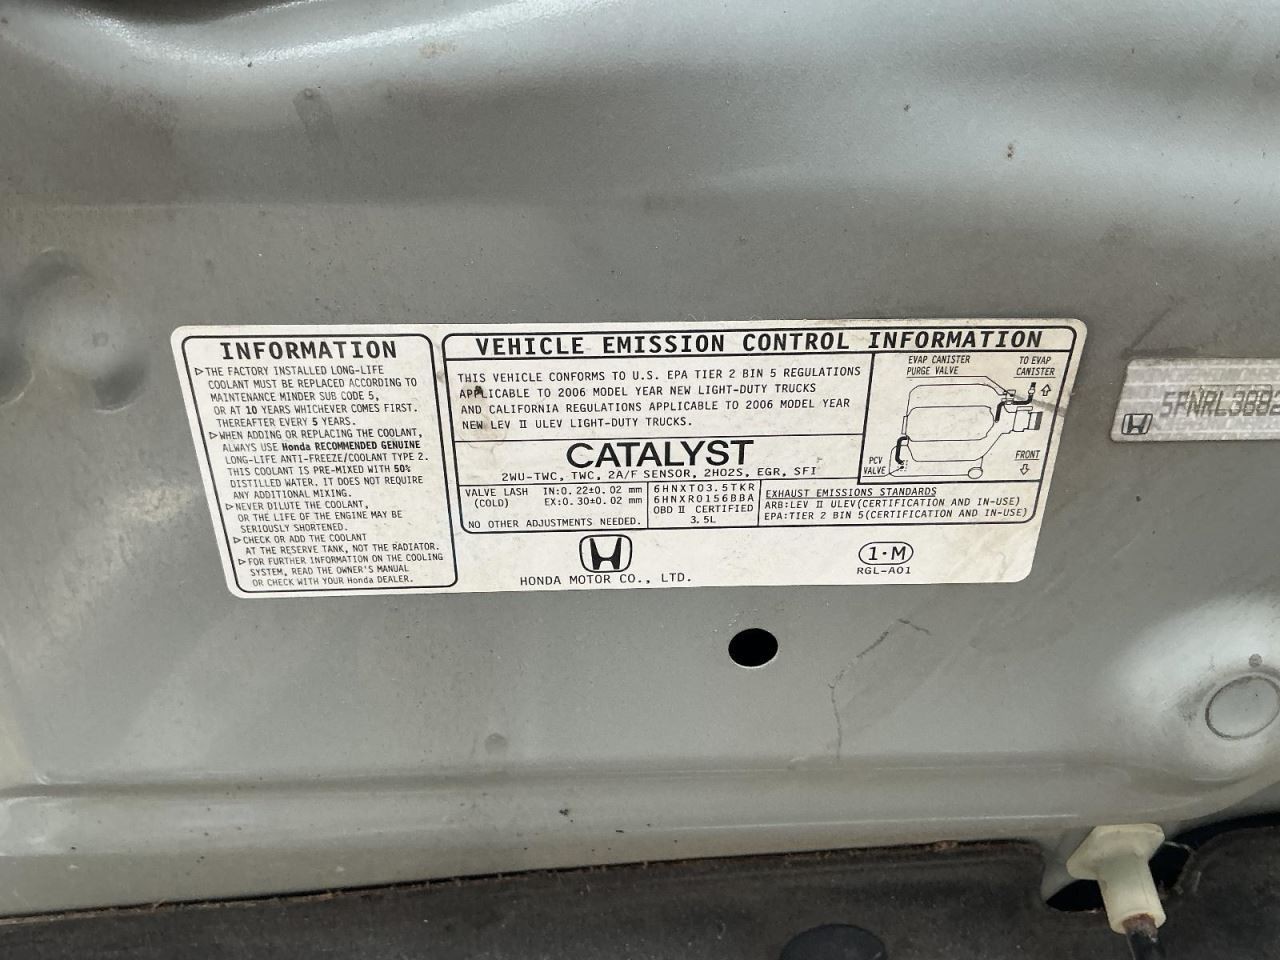 INFORMATION
▷THE FACTORY INSTALLED LONG-LIFE
COOLANT MUST BE REPLACED ACCORDING TO
MAINTENANCE MINDER SUB CODE 5,
OR AT 10 YEARS WHICHEVER COMES FIRST.
THEREAFTER EVERY 5 YEARS.
▷WHEN ADDING OR REPLACING THE COOLANT,
ALWAYS USE Honda RECOMMENDED GENUINE
LONG-LIFE ANTI-FREEZE/COOLANT TYPE 2.
THIS COOLANT IS PRE-MIXED WITH 50%
DISTILLED WATER. IT DOES NOT REQUIRE
ANY ADDITIONAL MIXING.
▷NEVER DILUTE THE COOLANT,
OR THE LIFE OF THE ENGINE MAY BE
SERIOUSLY SHORTENED.
▷CHECK OR ADD THE COOLANT
AT THE RESERVE TANK, NOT THE RADIATOR.
▷FOR FURTHER INFORMATION ON THE COOLING
SYSTEM, READ THE OWNER'S MANUAL
OR CHECK WITH YOUR Honda DEALER.
VEHICLE EMISSION CONTROL INFORMATION
THIS VEHICLE CONFORMS TO U.S. EPA TIER 2 BIN 5 REGULATIONS
APPLICABLE TO 2006 MODEL YEAR NEW LIGHT-DUTY TRUCKS
AND CALIFORNIA REGULATIONS APPLICABLE TO 2006 MODEL YEAR
NEW LEV II ULEV LIGHT-DUTY TRUCKS.
EVAP CANISTER
PURGE VALVE
TO EVAP
CANISTER
PCV
VALVE
FRONT
CATALYST
2WU-TWC, TWC, 2A/F SENSOR, 2HO2S, EGR, SFI
VALVE LASH IN:0.22±0.02 mm
(COLD) EX:0.30±0.02 mm
NO OTHER ADJUSTMENTS NEEDED.
6HNXT03.5TKR
6HNXR0156BBA
OBD II CERTIFIED
3.5L
EXHAUST EMISSIONS STANDARDS
ARB:LEV II ULEV(CERTIFICATION AND IN-USE)
EPA:TIER 2 BIN 5(CERTIFICATION AND IN-USE)
HONDA MOTOR CO., LTD.
1·M
RGL-A01